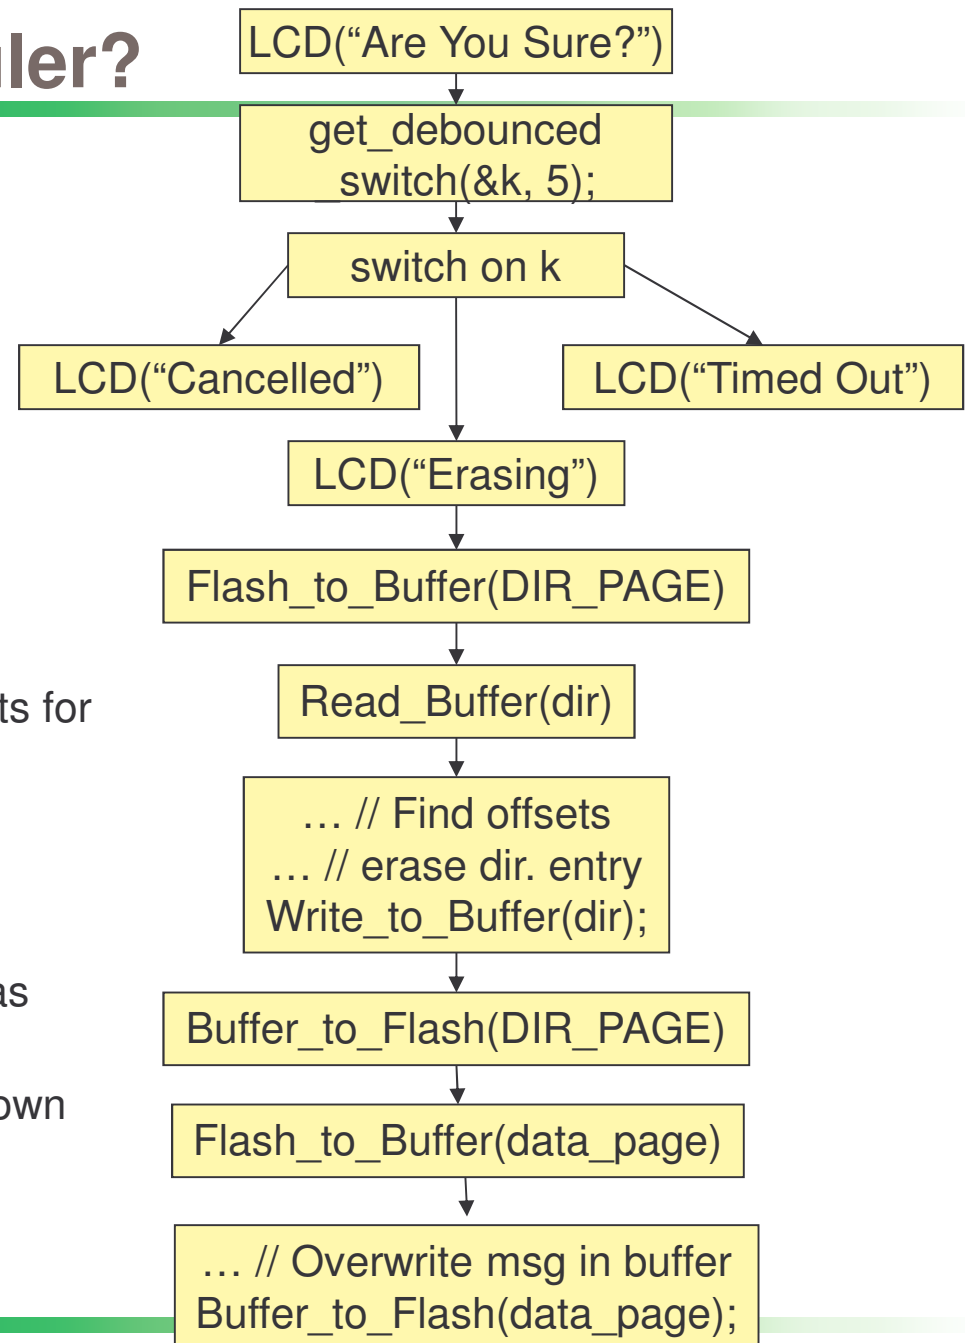 LCD(“Are You Sure?”)
get_debounced
_switch(&k, 5);
switch on k
LCD(“Cancelled”)
LCD(“Timed Out”)
LCD(“Erasing”)
Flash_to_Buffer(DIR_PAGE)
Read_Buffer(dir)
ts for
… // Find offsets
… // erase dir. entry
Write_to_Buffer(dir);
as
Buffer_to_Flash(DIR_PAGE)
own
Flash_to_Buffer(data_page)
… // Overwrite msg in buffer
Buffer_to_Flash(data_page);